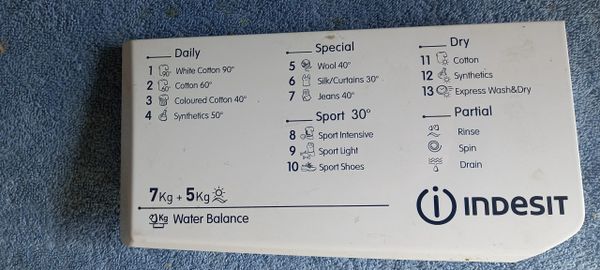 Daily
1 White Cotton 90°
2 Cotton 60°
3 Coloured Cotton 40°
4 Synthetics 50°
Special
5 Wool 40°
6 Silk/Curtains 30°
7 Jeans 40°
Sport 30°
8 Sport Intensive
9 Sport Light
10 Sport Shoes
Dry
11 Cotton
12 Synthetics
13 Express Wash&Dry
Partial
Rinse
Spin
Drain
7Kg + 5Kg
Kg Water Balance
INDESIT